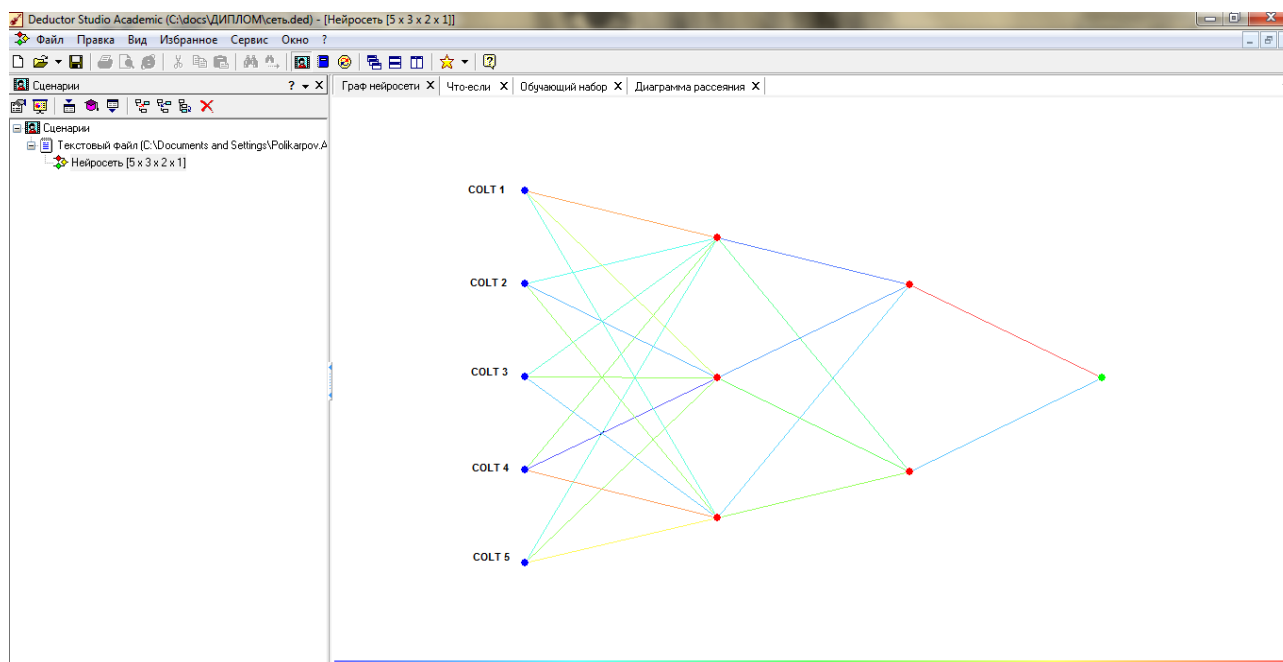 Deductor Studio Academic (C:\docs\ДИПЛОМ\сеть.ded) - [Нейросеть [5 x 3 x 2 x 1]]
Файл Правка Вид Избранное Сервис Окно ?
Сценарии ? X
Граф нейросети X Что-если X Обучающий набор X Диаграмма рассеяния X
Сценарии
Текстовый файл (C:\Documents and Settings\Polikarpov.A
Нейросеть [5 x 3 x 2 x 1]
COLT 1
COLT 2
COLT 3
COLT 4
COLT 5